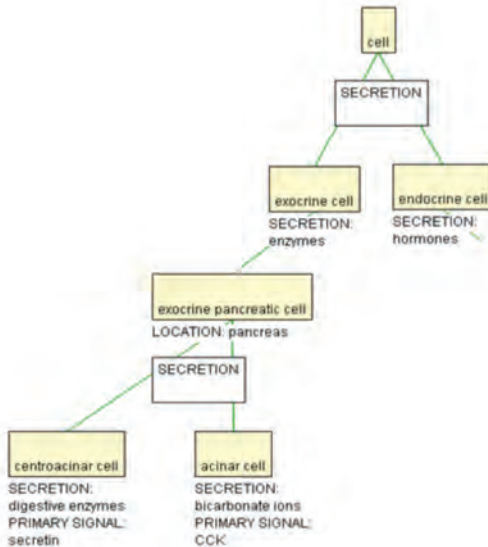 cell
SECRETION
exocrine cell
endocrine cell
SECRETION:
enzymes
SECRETION:
hormones
exocrine pancreatic cell
LOCATION: pancreas
SECRETION
centroacinar cell
acinar cell
SECRETION:
digestive enzymes
PRIMARY SIGNAL:
secretin
SECRETION:
bicarbonate ions
PRIMARY SIGNAL:
CCK